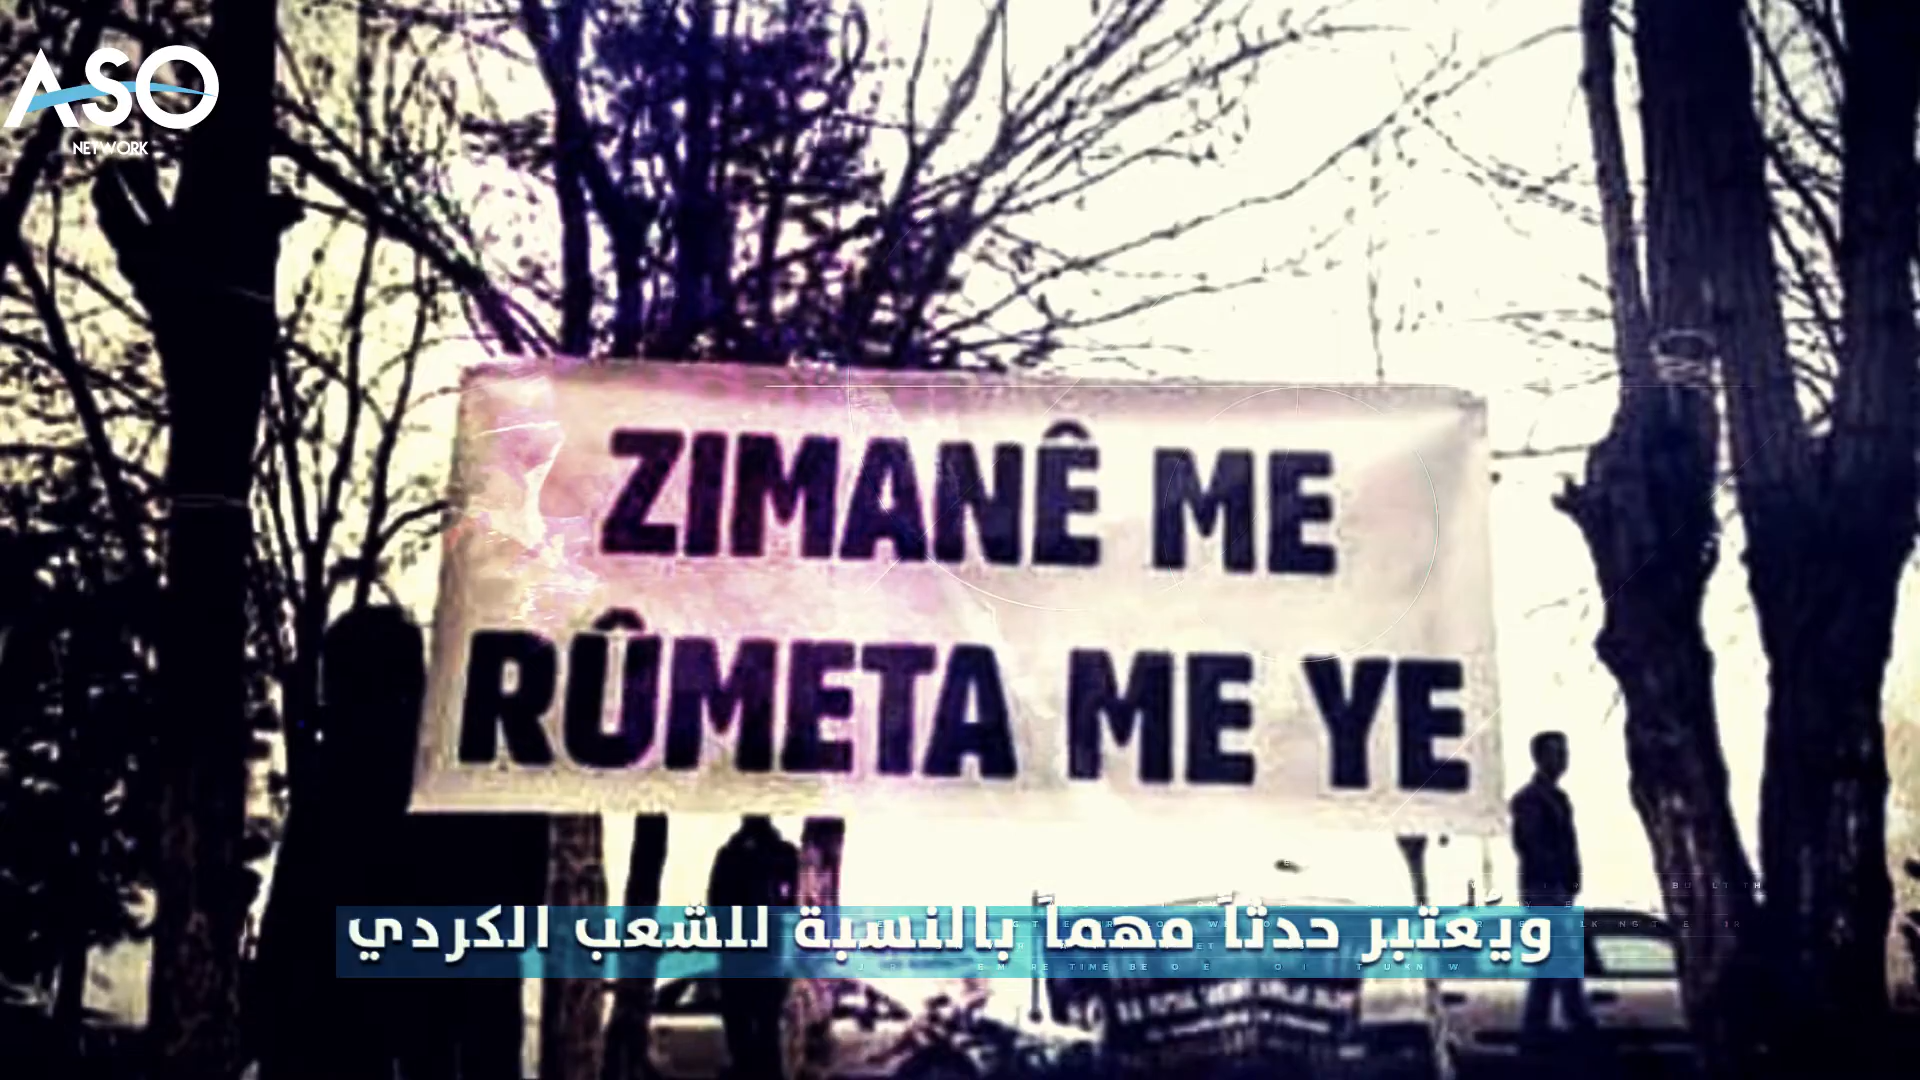 ASO
NETWORK
ZIMANÊ ME
RÛMETA ME YE
ويُعتبر حدثاً مهماً بالنسبة للشعب الكردي